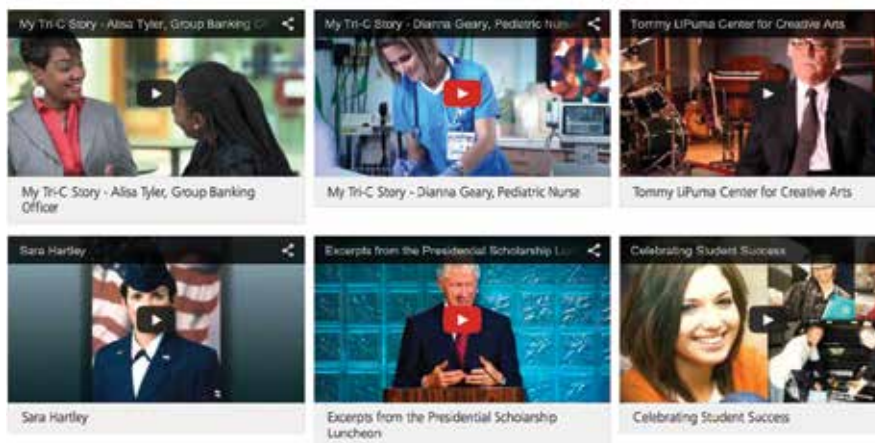 My Tri-C Story - Alisa Tyler, Group Banking
My Tri-C Story - Dianna Geary, Pediatric
Tommy LiPuma Center for Creative Arts
My Tri-C Story - Alisa Tyler, Group Banking
Officer
My Tri-C Story - Dianna Geary, Pediatric Nurse
Tommy LiPuma Center for Creative Arts
Sara Hartley
Excerpts from the Presidential Scholarship
Celebrating Student Success
Sara Hartley
Excerpts from the Presidential Scholarship
Luncheon
Celebrating Student Success